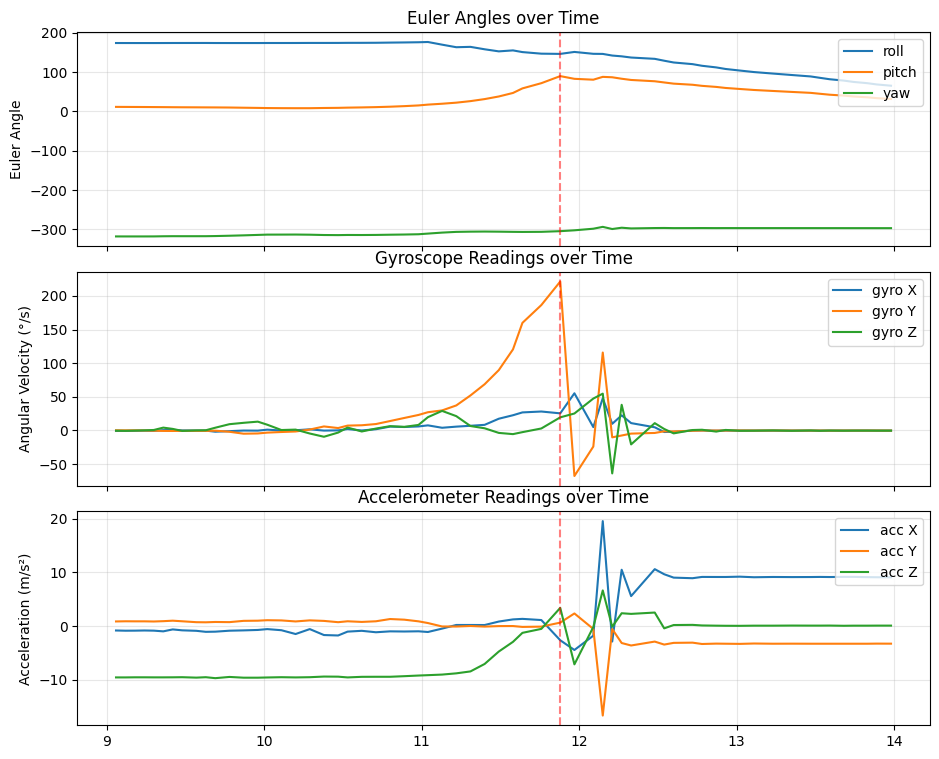 Euler Angles over Time
Euler Angle
200
100
0
−100
−200
−300
roll
pitch
yaw
Gyroscope Readings over Time
Angular Velocity (°/s)
200
150
100
50
0
−50
gyro X
gyro Y
gyro Z
Accelerometer Readings over Time
Acceleration (m/s²)
20
10
0
−10
acc X
acc Y
acc Z
9
10
11
12
13
14